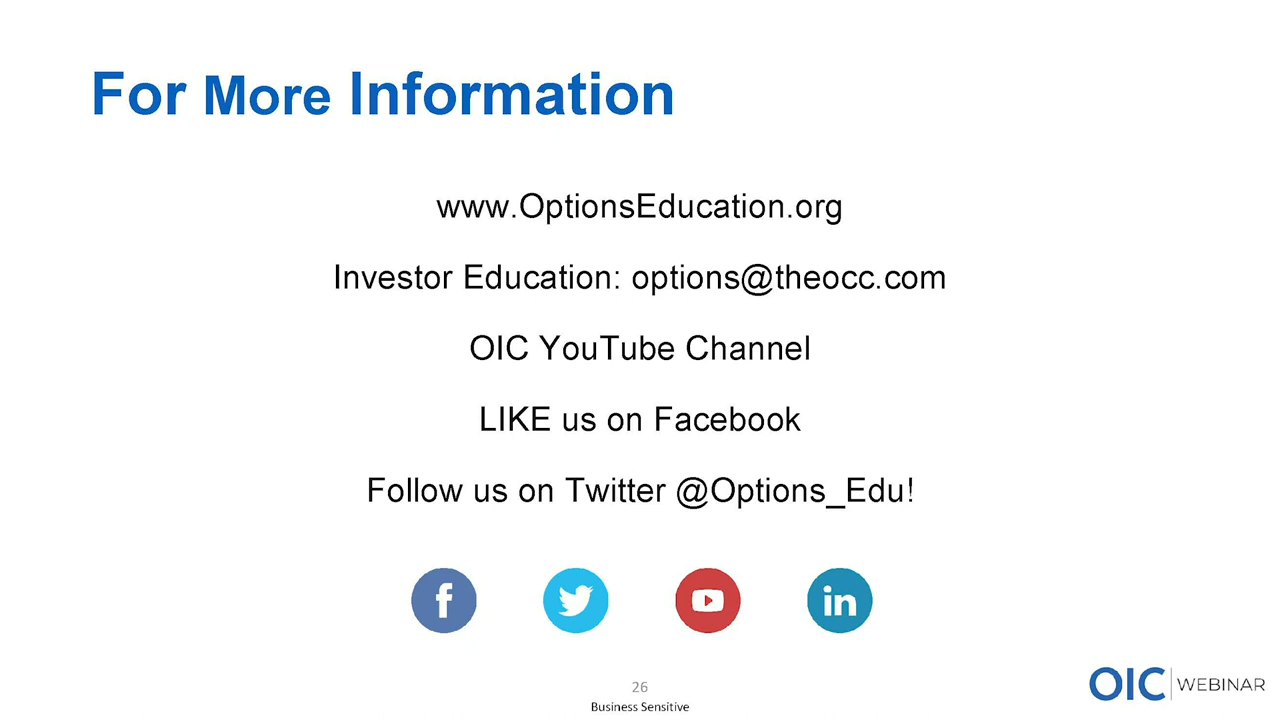 For More Information
www.OptionsEducation.org
Investor Education: options@theocc.com
OIC YouTube Channel
LIKE us on Facebook
Follow us on Twitter @Options_Edu!
f
in
26
Business Sensitive
OIC WEBINAR